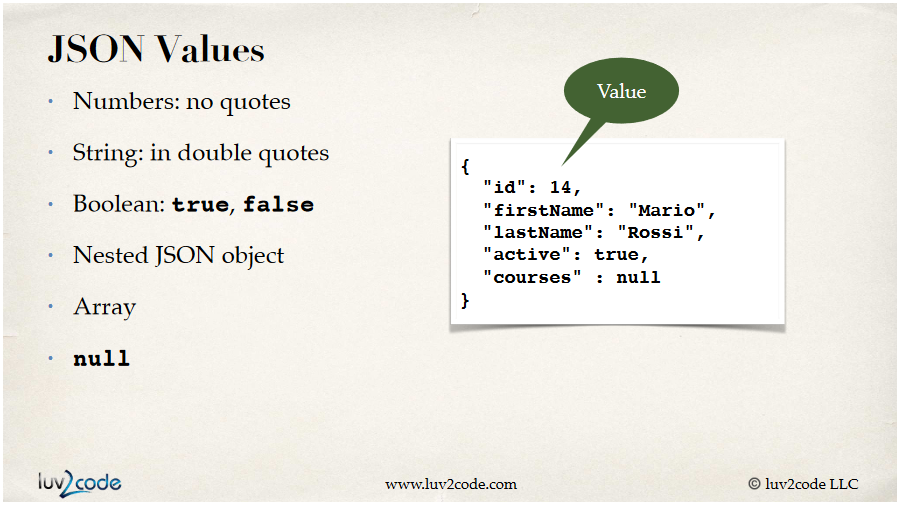 JSON Values
• Numbers: no quotes
• String: in double quotes
• Boolean: true, false
• Nested JSON object
• Array
• null
Value
{
  "id": 14,
  "firstName": "Mario",
  "lastName": "Rossi",
  "active": true,
  "courses" : null
}
luv2code
www.luv2code.com
© luv2code LLC